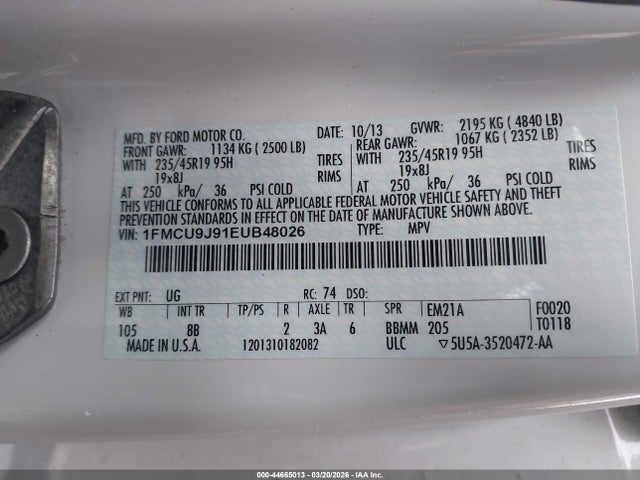 MFD. BY FORD MOTOR CO. DATE: 10/13 GVWR: 2195 KG ( 4840 LB)
FRONT GAWR: 1134 KG ( 2500 LB) REAR GAWR: 1067 KG ( 2352 LB)
WITH 235/45R19 95H TIRES WITH 235/45R19 95H TIRES
19x8J RIMS 19x8J RIMS
AT 250 kPa/ 36 PSI COLD AT 250 kPa/ 36 PSI COLD
THIS VEHICLE CONFORMS TO ALL APPLICABLE FEDERAL MOTOR VEHICLE SAFETY AND THEFT
PREVENTION STANDARDS IN EFFECT ON THE DATE OF MANUFACTURE SHOWN ABOVE.
VIN: 1FMCU9J91EUB48026 TYPE: MPV
EXT PNT: UG RC: 74 DSO:
WB INT TR TP/PS R AXLE TR SPR EM21A F0020
105 8B 2 3A 6 BBMM 205 T0118
MADE IN U.S.A. 1201310182082 ULC ▽5U5A-3520472-AA
000-44665013 - 03/20/2026 - IAA Inc.